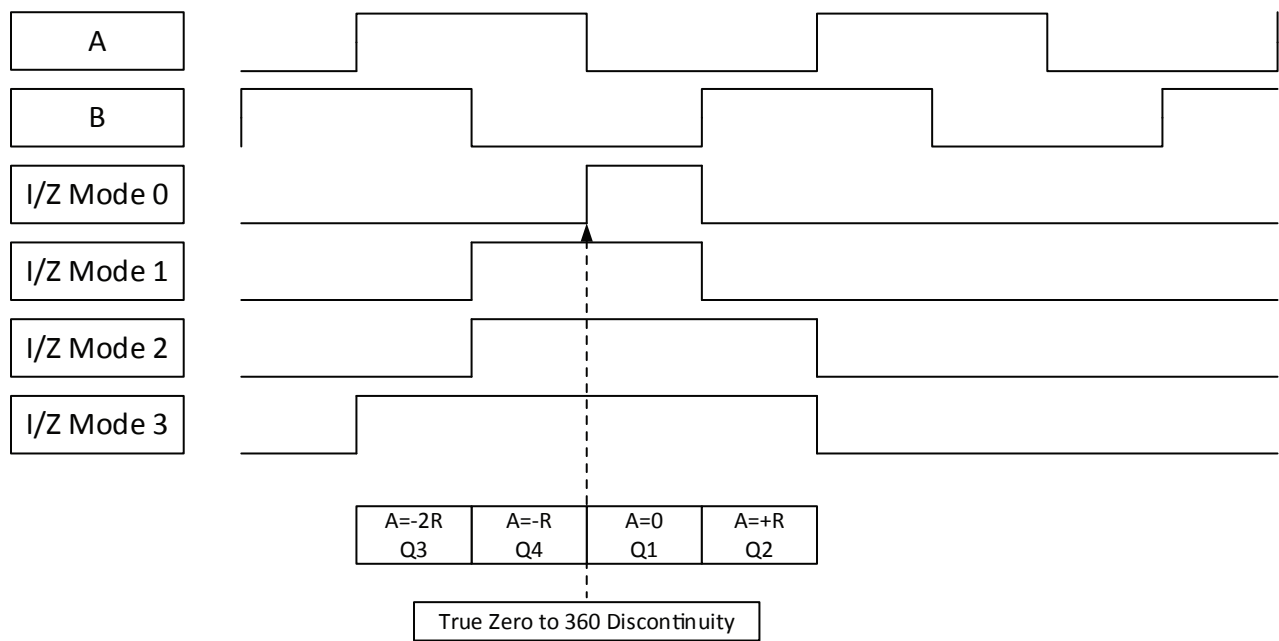 A
B
I/Z Mode 0
I/Z Mode 1
I/Z Mode 2
I/Z Mode 3
A=-2R
Q3
A=-R
Q4
A=0
Q1
A=+R
Q2
True Zero to 360 Discontinuity